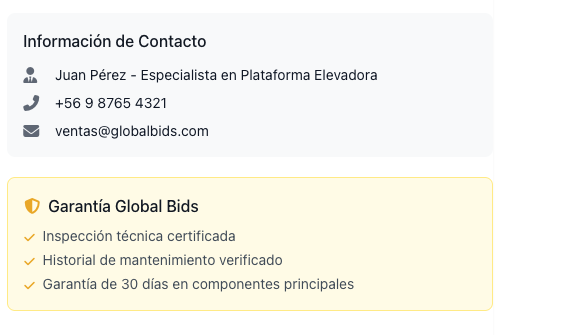 Información de Contacto
Juan Pérez - Especialista en Plataforma Elevadora
+56 9 8765 4321
ventas@globalbids.com
Garantía Global Bids
Inspección técnica certificada
Historial de mantenimiento verificado
Garantía de 30 días en componentes principales